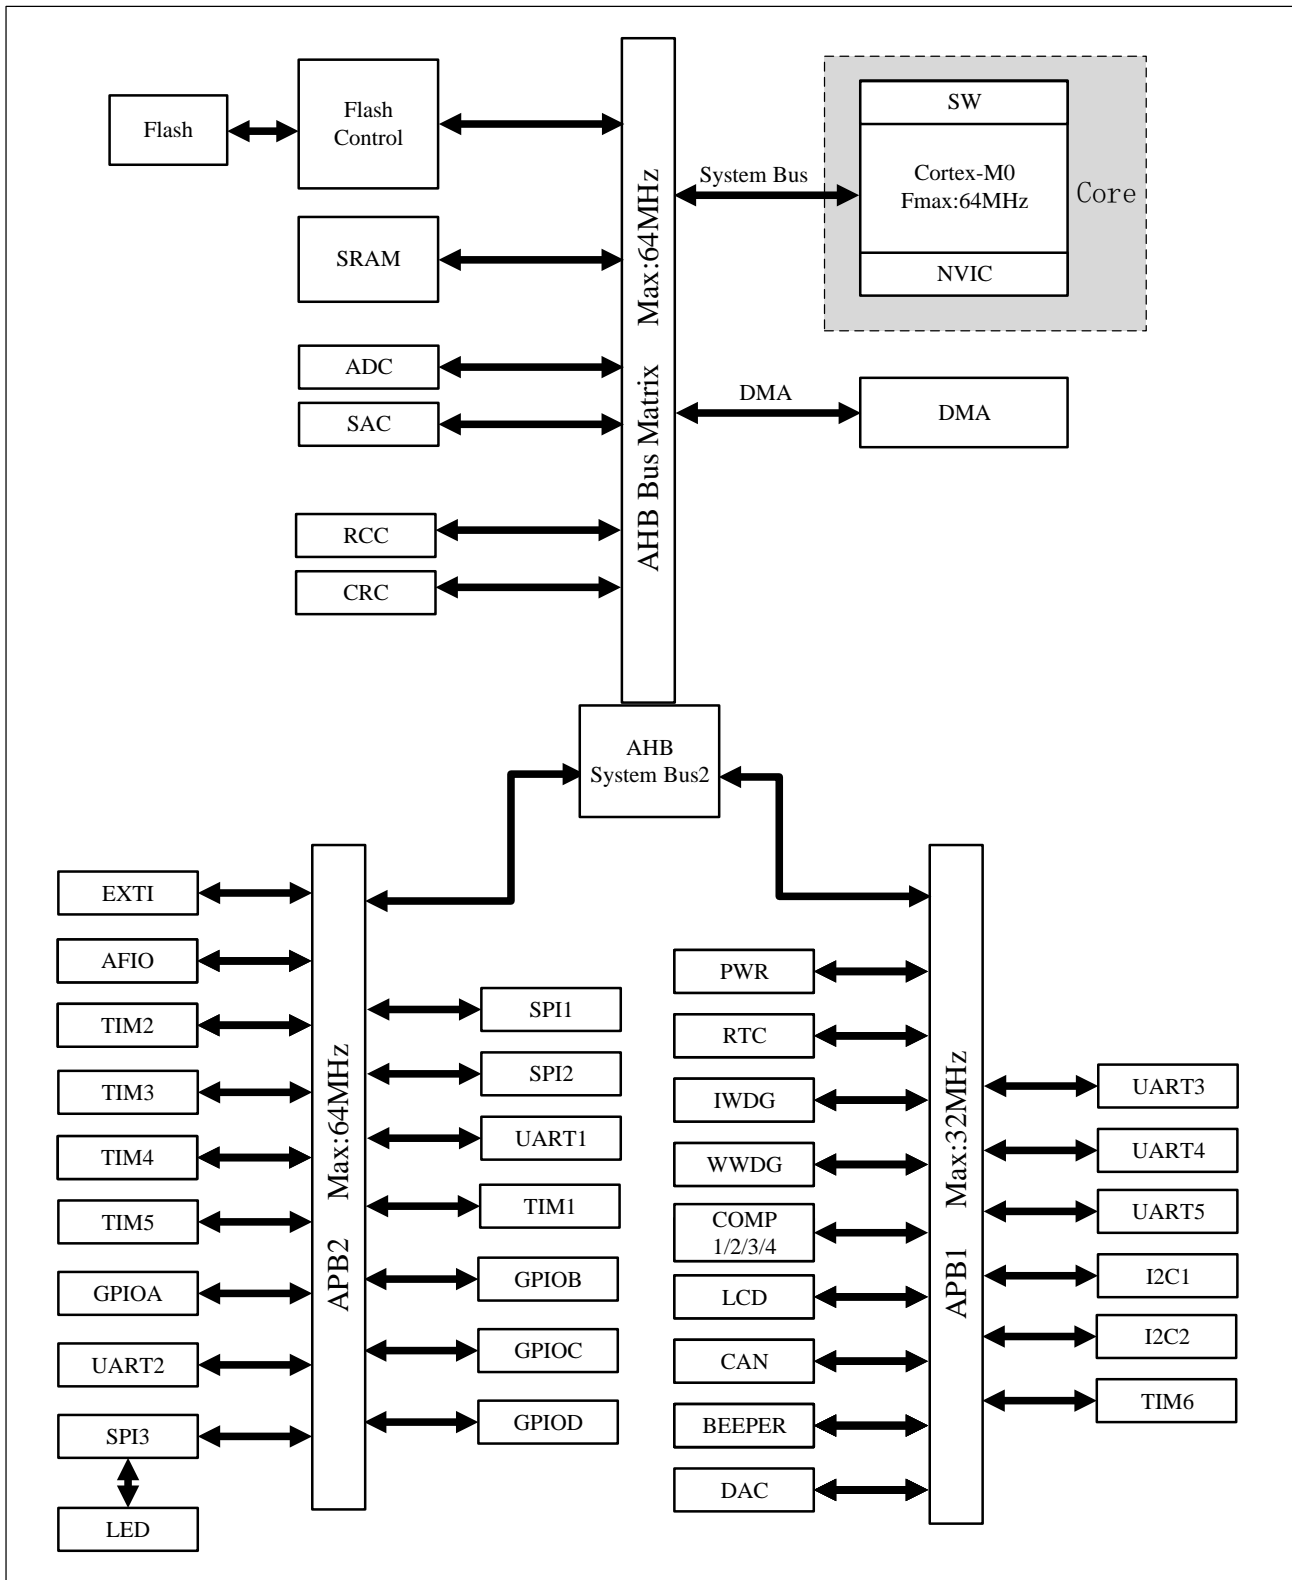 Flash
Flash
Control
SRAM
ADC
SAC
RCC
CRC
AHB Bus Matrix Max:64MHz
System Bus
SW
Cortex-M0
Fmax:64MHz
NVIC
Core
DMA
DMA
AHB
System Bus2
EXTI
AFIO
TIM2
TIM3
TIM4
TIM5
GPIOA
UART2
SPI3
LED
APB2 Max:64MHz
SPI1
SPI2
UART1
TIM1
GPIOB
GPIOC
GPIOD
PWR
RTC
IWDG
WWDG
COMP
1/2/3/4
LCD
CAN
BEEPER
DAC
APB1 Max:32MHz
UART3
UART4
UART5
I2C1
I2C2
TIM6